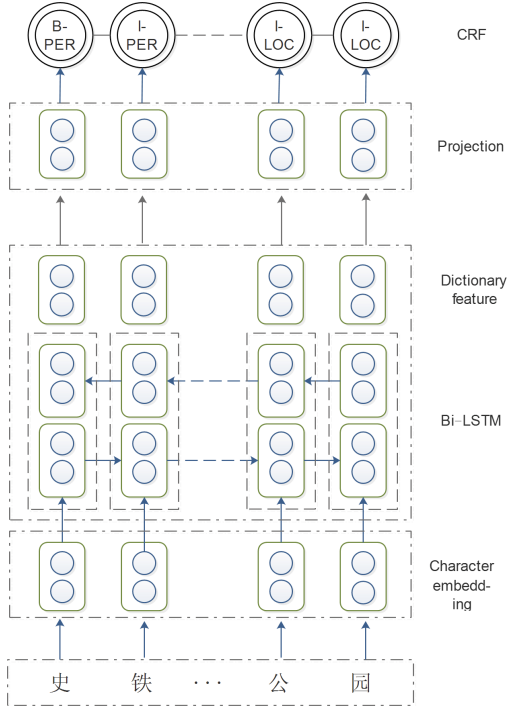 B-PER
I-PER
I-LOC
I-LOC
CRF
Projection
Dictionary
feature
Bi-LSTM
Character
embedd-
ing
史 铁 ··· 公 园